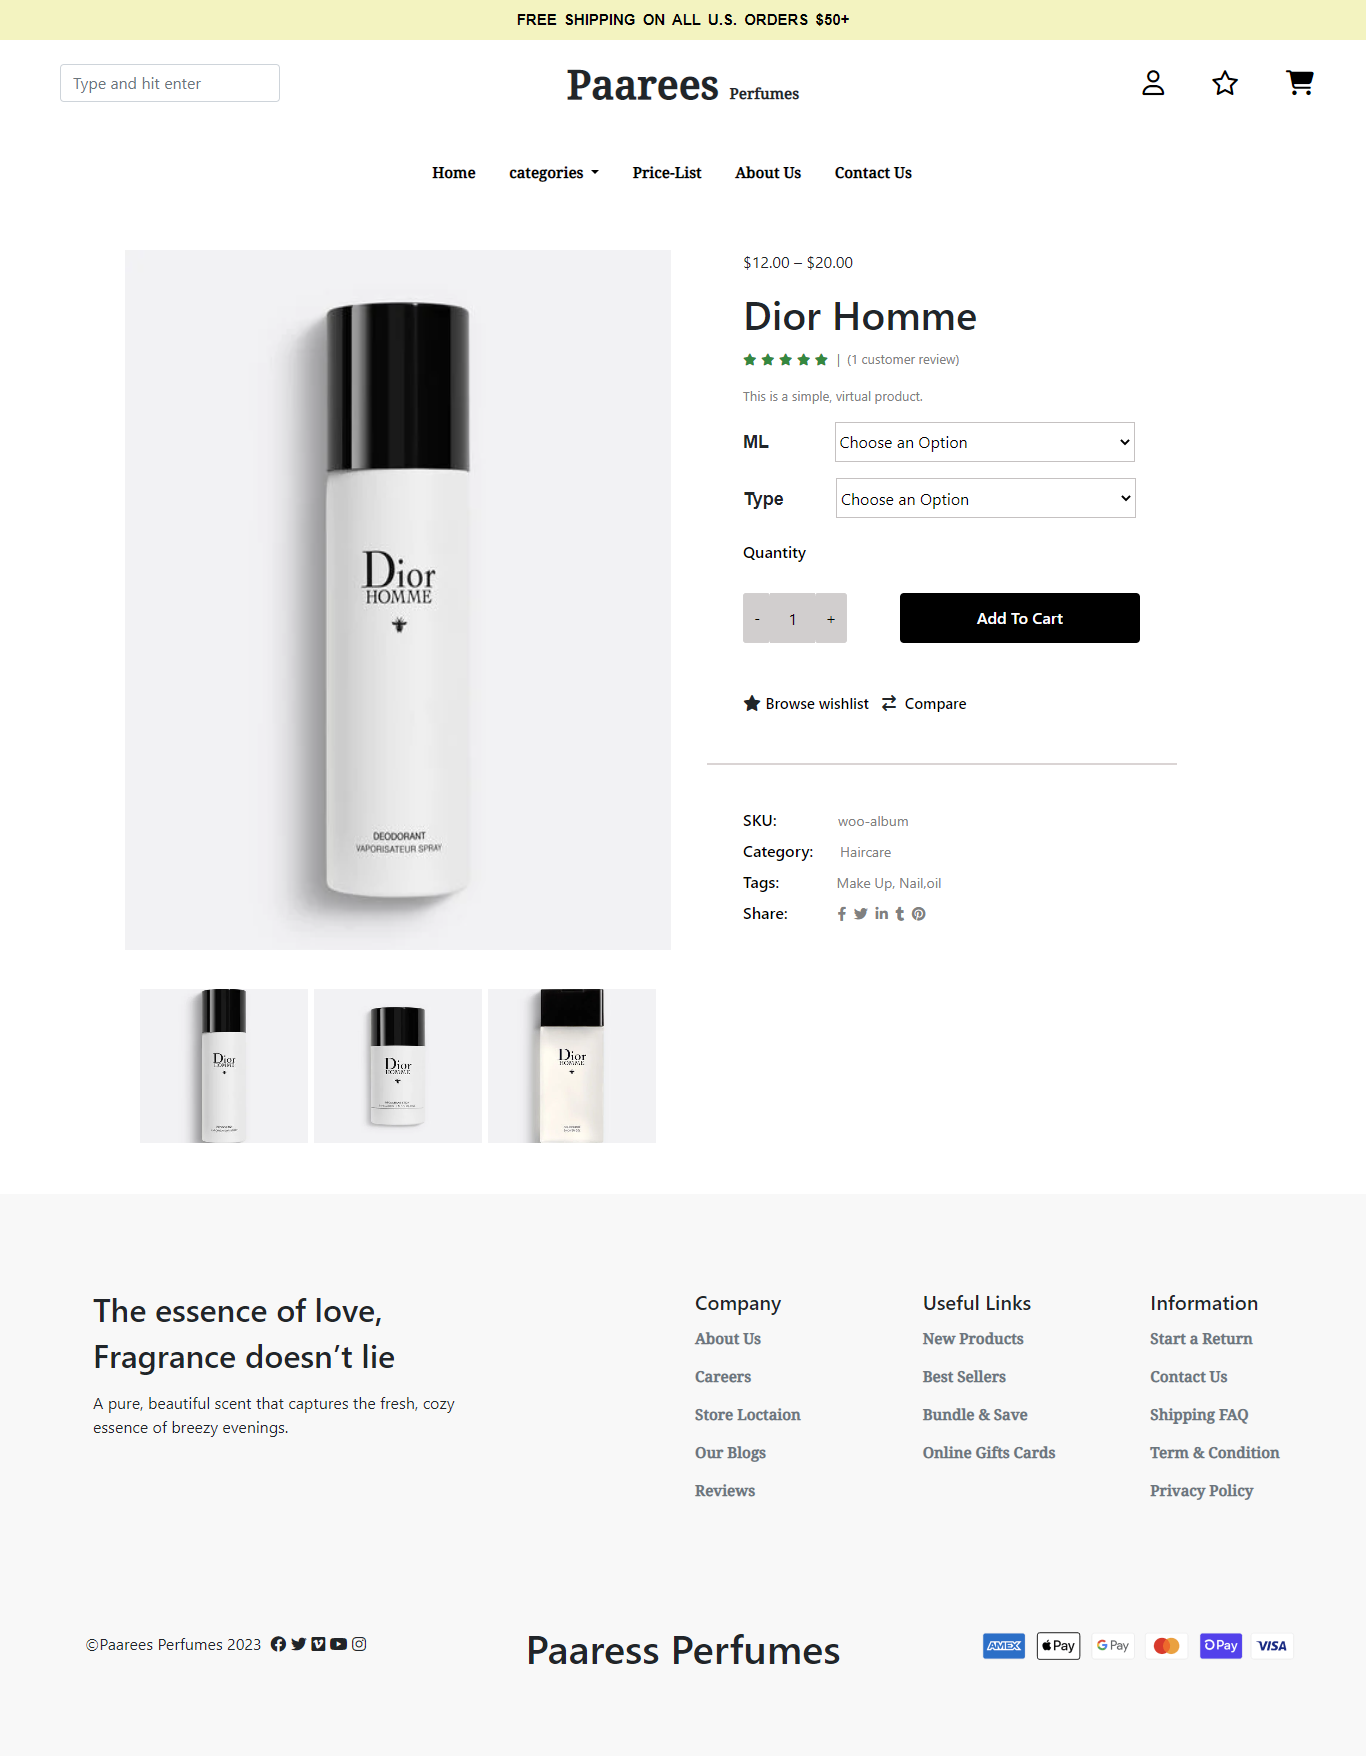 FREE SHIPPING ON ALL U.S. ORDERS $50+
Type and hit enter
Paarees Perfumes
Home categories Price-List About Us Contact Us
$12.00 – $20.00
Dior Homme
| (1 customer review)
This is a simple, virtual product.
ML Choose an Option
Type Choose an Option
Quantity
- 1 + Add To Cart
Browse wishlist Compare
SKU: woo-album
Category: Haircare
Tags: Make Up, Nail,oil
Share:
Dior
HOMME
DEODORANT
VAPORISATEUR SPRAY
Dior
HOMME
Dior
HOMME
Dior
HOMME
The essence of love,
Fragrance doesn’t lie
A pure, beautiful scent that captures the fresh, cozy
essence of breezy evenings.
Company
About Us
Careers
Store Loctaion
Our Blogs
Reviews
Useful Links
New Products
Best Sellers
Bundle & Save
Online Gifts Cards
Information
Start a Return
Contact Us
Shipping FAQ
Term & Condition
Privacy Policy
©Paarees Perfumes 2023
Paaress Perfumes
AMEX Pay G Pay Pay VISA